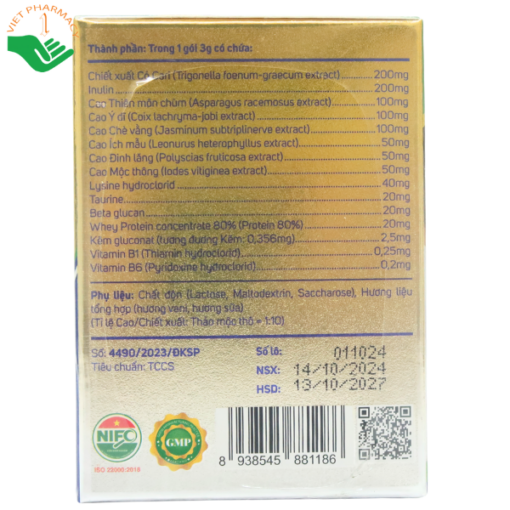 VIET PHARMACY
Thành phần: Trong 1 gói 3g có chứa:
Chiết xuất Cỏ Cari (Trigonella foenum-graecum extract) 200mg
Inulin 200mg
Cao Thiên môn chùm (Asparagus racemosus extract) 100mg
Cao Ý dĩ (Coix lachryma-jobi extract) 100mg
Cao Chè vằng (Jasminum subtriplinerve extract) 100mg
Cao Ích mẫu (Leonurus heterophyllus extract) 50mg
Cao Đinh lăng (Polyscias fruticosa extract) 50mg
Cao Mộc thông (Iodes vitiginea extract) 50mg
Lysine hydroclorid 40mg
Taurine 20mg
Beta glucan 20mg
Whey Protein concentrate 80% (Protein 80%) 20mg
Kẽm gluconat (tương đương Kẽm: 0,356mg) 2,5mg
Vitamin B1 (Thiamin hydroclorid) 0,25mg
Vitamin B6 (Pyridoxine hydroclorid) 0,2mg
Phụ liệu: Chất độn (Lactose, Maltodextrin, Saccharose), Hương liệu
tổng hợp (hương vani, hương sữa)
(Tỉ lệ Cao/Chiết xuất: Thảo mộc thô = 1:10)
Số: 4490/2023/ĐKSP
Tiêu chuẩn: TCCS
Số lô: 011024
NSX: 14/10/2024
HSD: 13/10/2027
NIFC
ISO 22000:2018
GMP
8 938545 881186